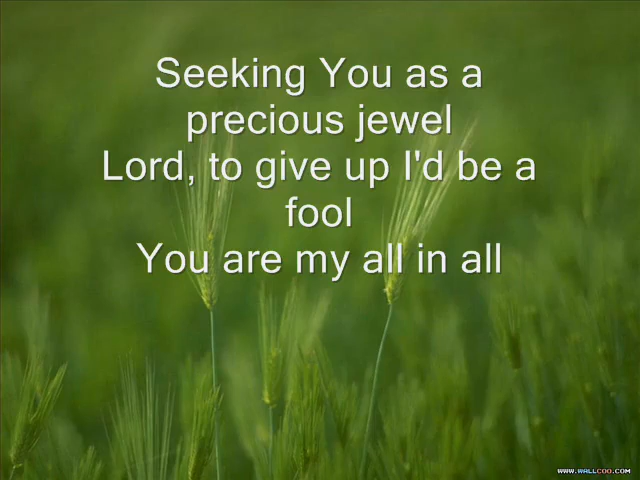 Seeking You as a
precious jewel
Lord, to give up I'd be a
fool
You are my all in all
WWW.WALLCOO.COM